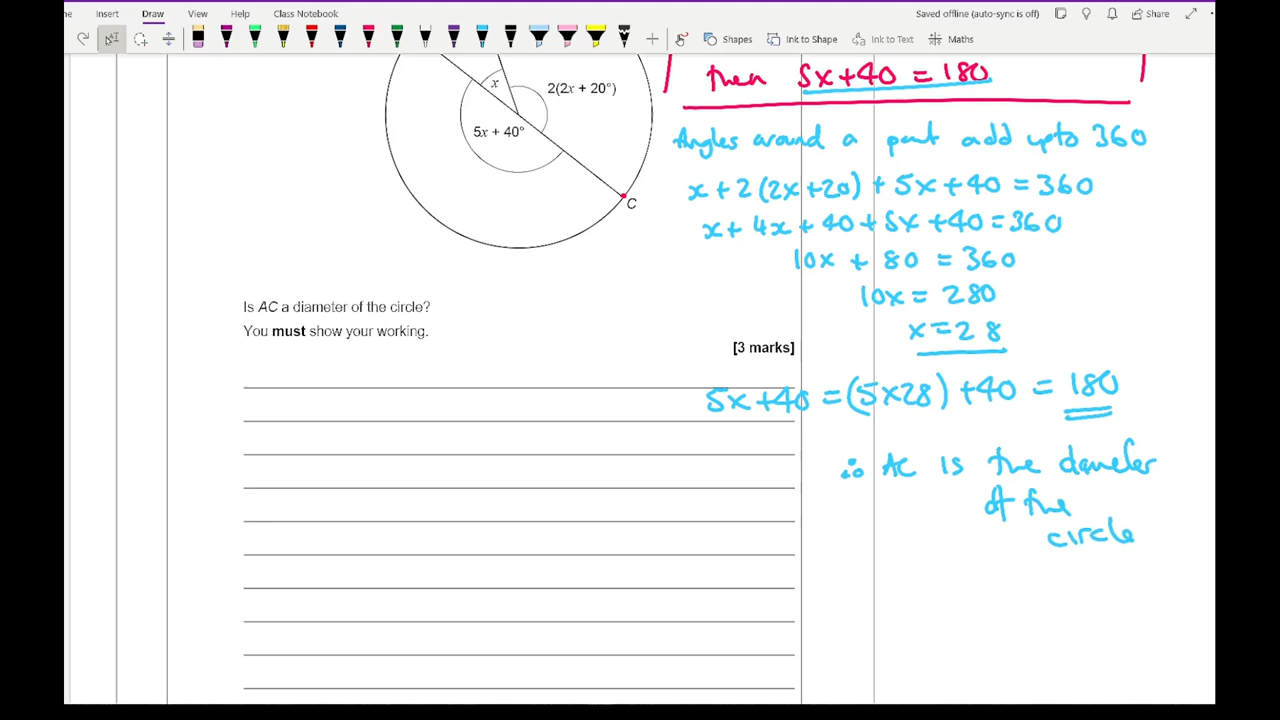 me Insert Draw View Help Class Notebook Saved offline (auto-sync is off) Share
Shapes Ink to Shape Ink to Text Maths
then 5x+40 = 180
x
2(2x + 20°)
5x + 40°
C
Angles around a point add upto 360
x + 2(2x+20) + 5x+40 = 360
x + 4x + 40 + 5x + 40 = 360
10x + 80 = 360
10x = 280
x = 28
Is AC a diameter of the circle?
You must show your working.
[3 marks]
5x+40 = (5x28) + 40 = 180
∴ AC is the diameter
of the
circle